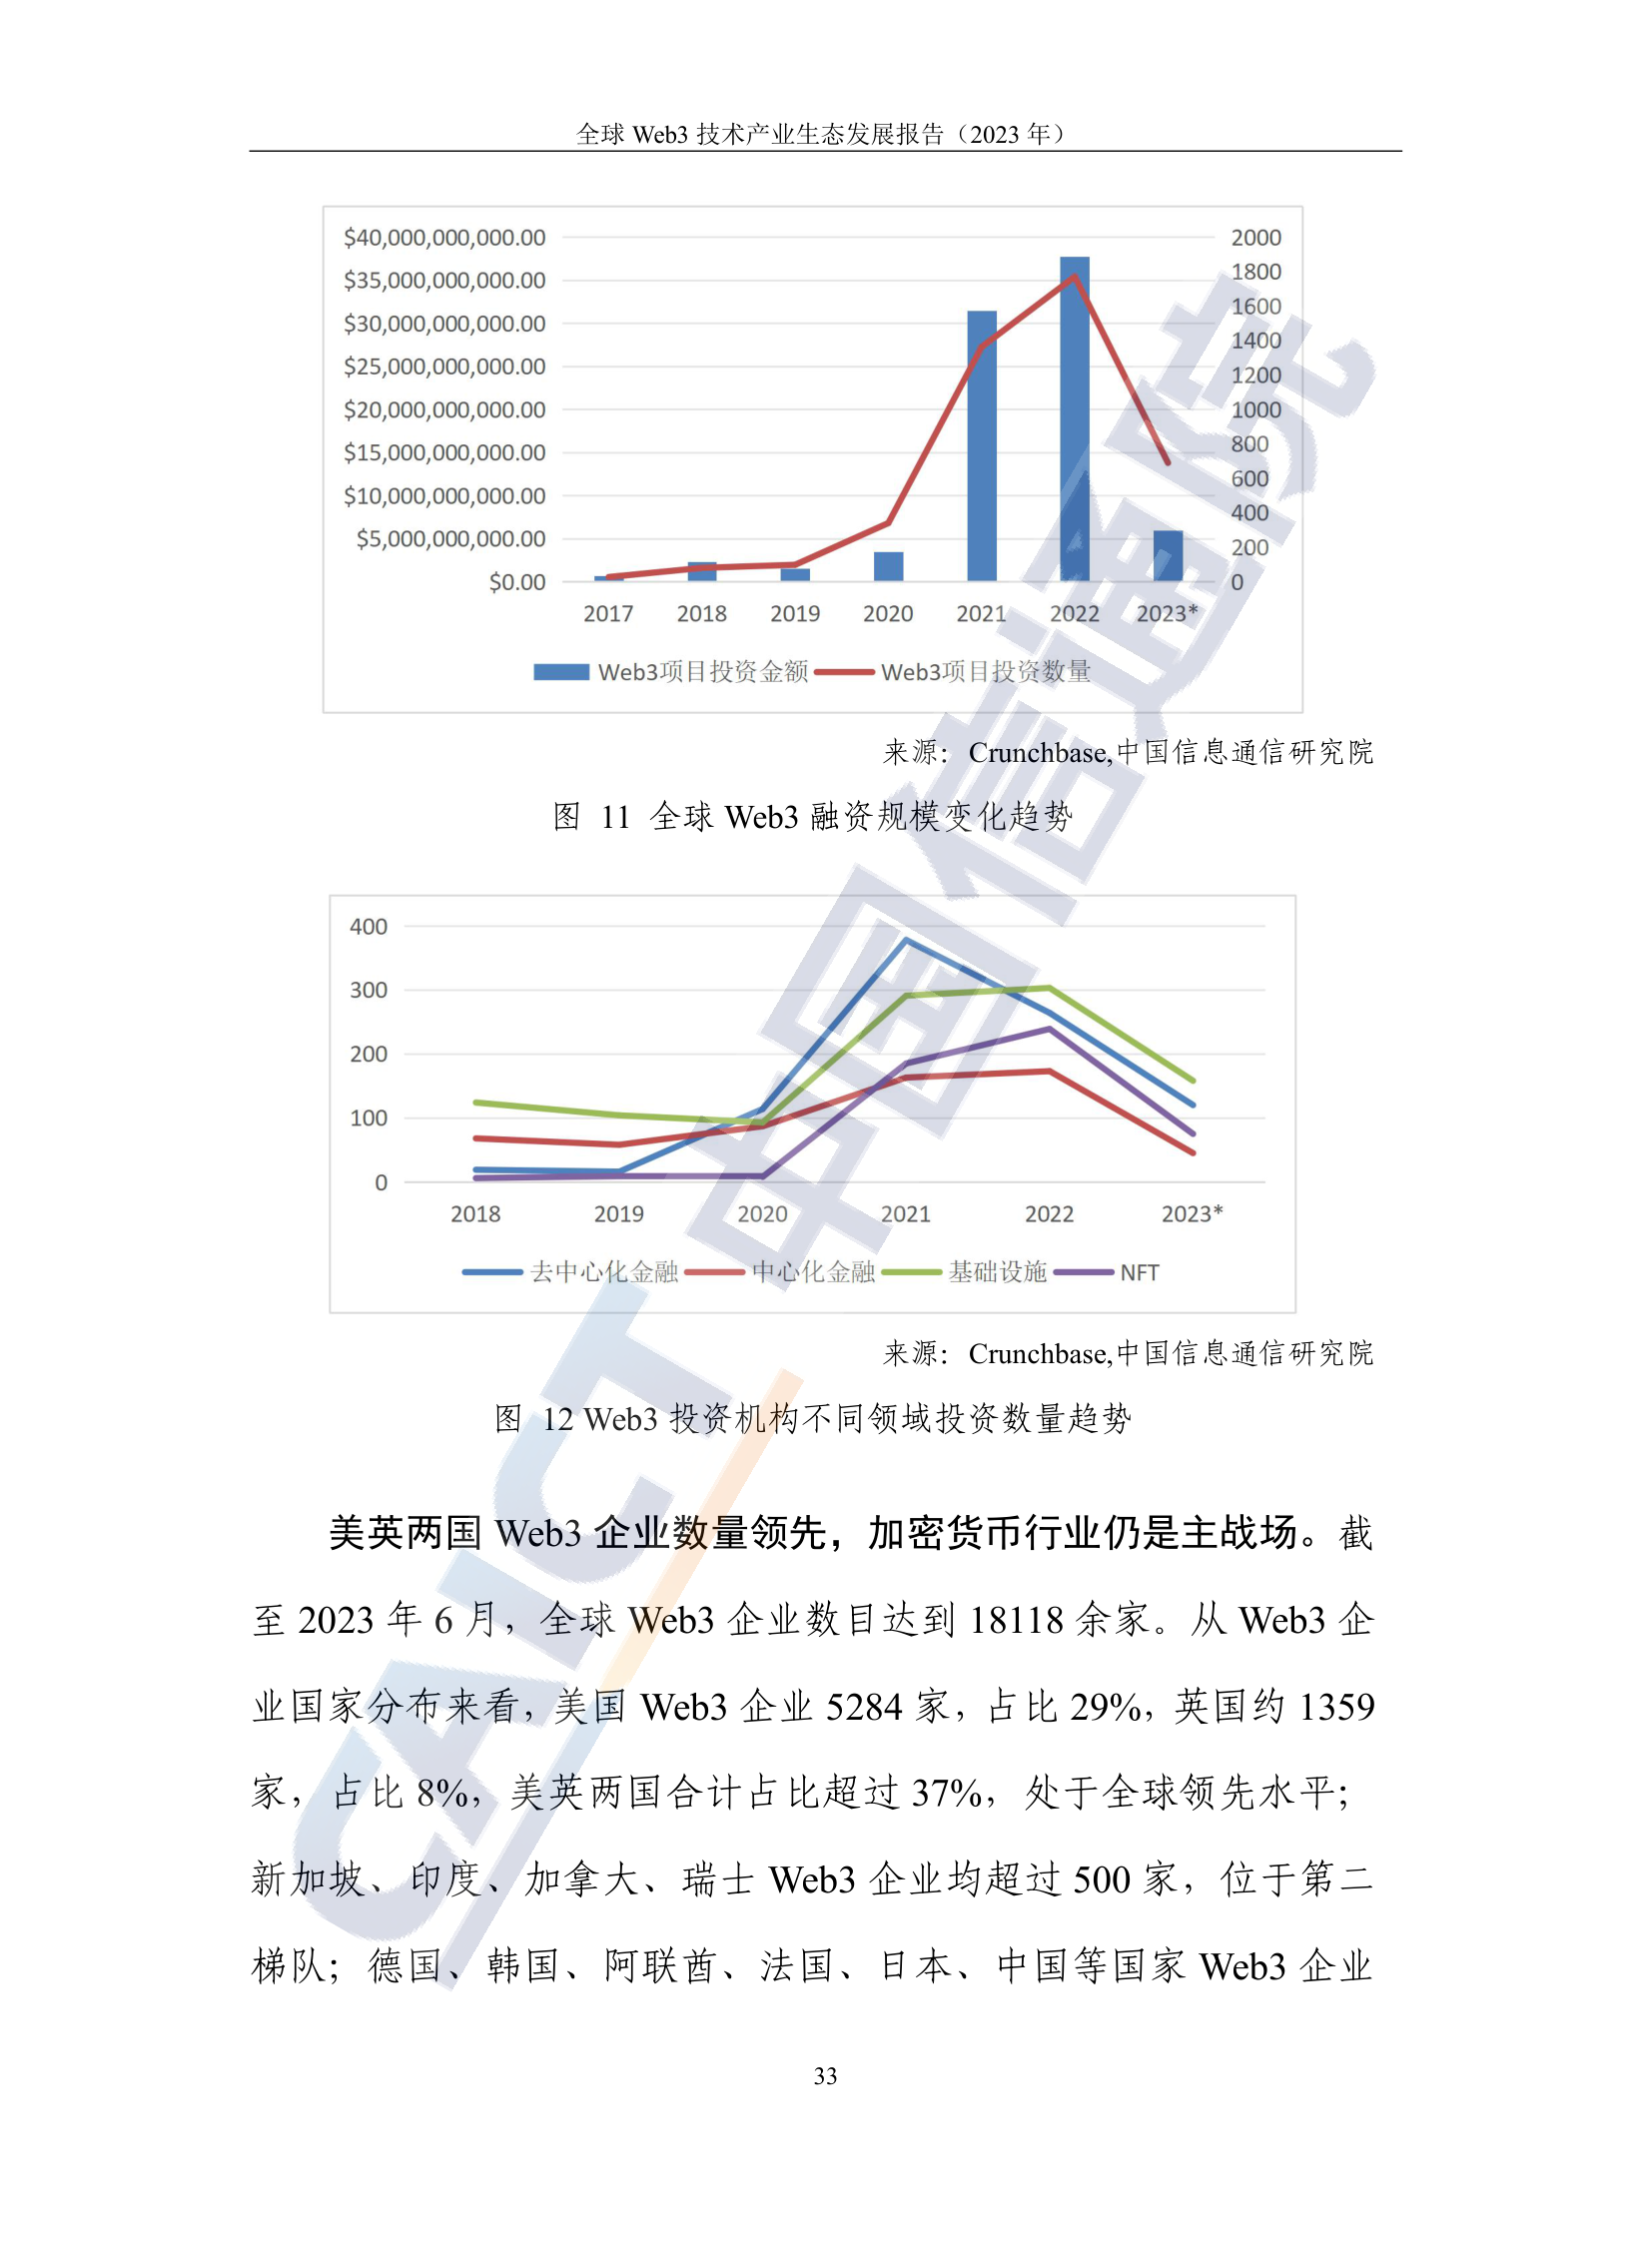 全球 Web3 技术产业生态发展报告（2023 年）
$40,000,000,000.00 2000
$35,000,000,000.00 1800
$30,000,000,000.00 1600
$25,000,000,000.00 1400
$20,000,000,000.00 1200
$15,000,000,000.00 1000
$10,000,000,000.00 800
$5,000,000,000.00 600
$0.00 400
200
0
2017 2018 2019 2020 2021 2022 2023*
Web3项目投资金额 Web3项目投资数量
来源：Crunchbase,中国信息通信研究院
图 11 全球 Web3 融资规模变化趋势
400
300
200
100
0
2018 2019 2020 2021 2022 2023*
去中心化金融 中心化金融 基础设施 NFT
来源：Crunchbase,中国信息通信研究院
图 12 Web3 投资机构不同领域投资数量趋势
美英两国 Web3 企业数量领先，加密货币行业仍是主战场。截
至 2023 年 6 月，全球 Web3 企业数目达到 18118 余家。从 Web3 企
业国家分布来看，美国 Web3 企业 5284 家，占比 29%，英国约 1359
家，占比 8%，美英两国合计占比超过 37%，处于全球领先水平；
新加坡、印度、加拿大、瑞士 Web3 企业均超过 500 家，位于第二
梯队；德国、韩国、阿联酋、法国、日本、中国等国家 Web3 企业
33
CAICT 中国信通院